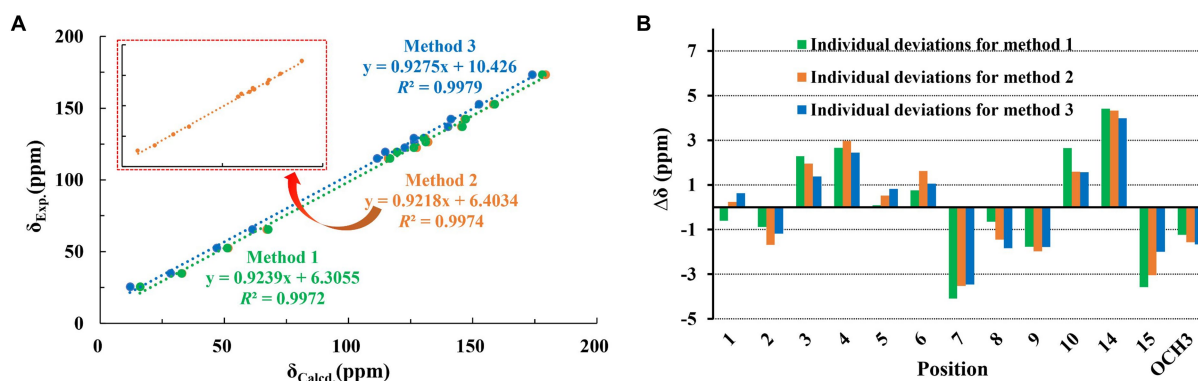 A
200
150
100
50
0
0
50
100
150
200
δExp.(ppm)
δCalcd.(ppm)
Method 3
y = 0.9275x + 10.426
R² = 0.9979
Method 2
y = 0.9218x + 6.4034
R² = 0.9974
Method 1
y = 0.9239x + 6.3055
R² = 0.9972
B
Individual deviations for method 1
Individual deviations for method 2
Individual deviations for method 3
7
5
3
1
-1
-3
-5
Δδ (ppm)
1
2
3
4
5
6
7
8
9
10
14
15
OCH3
Position